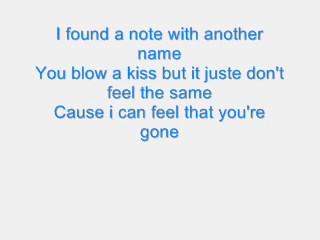 I found a note with another
name
You blow a kiss but it juste don't
feel the same
Cause i can feel that you're
gone